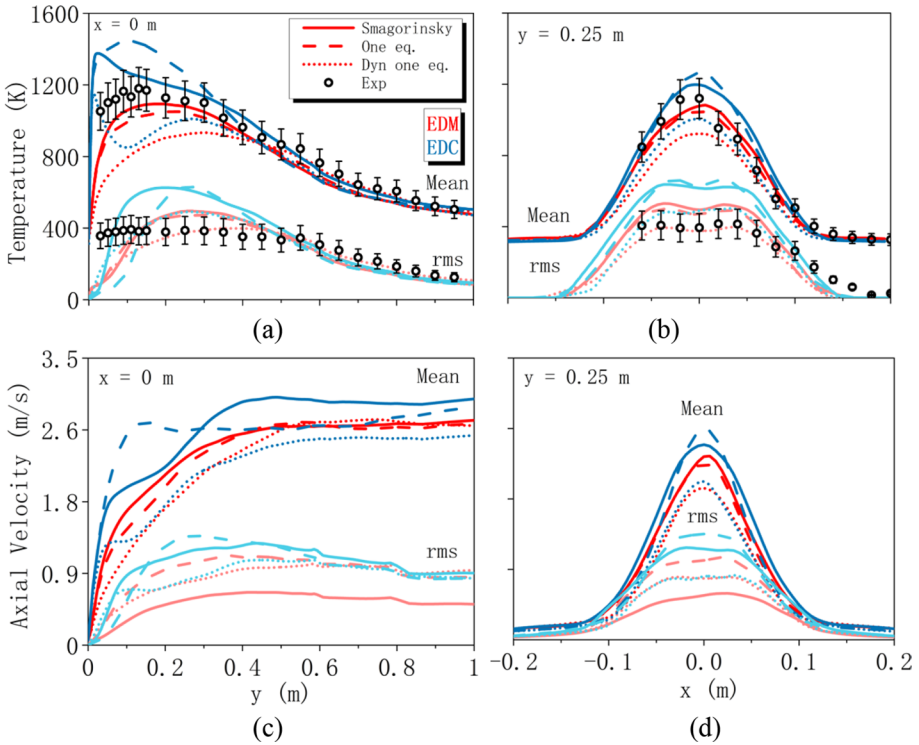 1600
1200
800
400
0
Temperature (K)
x = 0 m
Smagorinsky
One eq.
Dyn one eq.
Exp
EDM
EDC
Mean
rms
(a)
y = 0.25 m
Mean
rms
(b)
3.5
2.6
1.8
0.9
0
Axial Velocity (m/s)
x = 0 m
Mean
rms
0 0.2 0.4 0.6 0.8 1
y (m)
(c)
y = 0.25 m
Mean
rms
-0.2 -0.1 0.0 0.1 0.2
x (m)
(d)